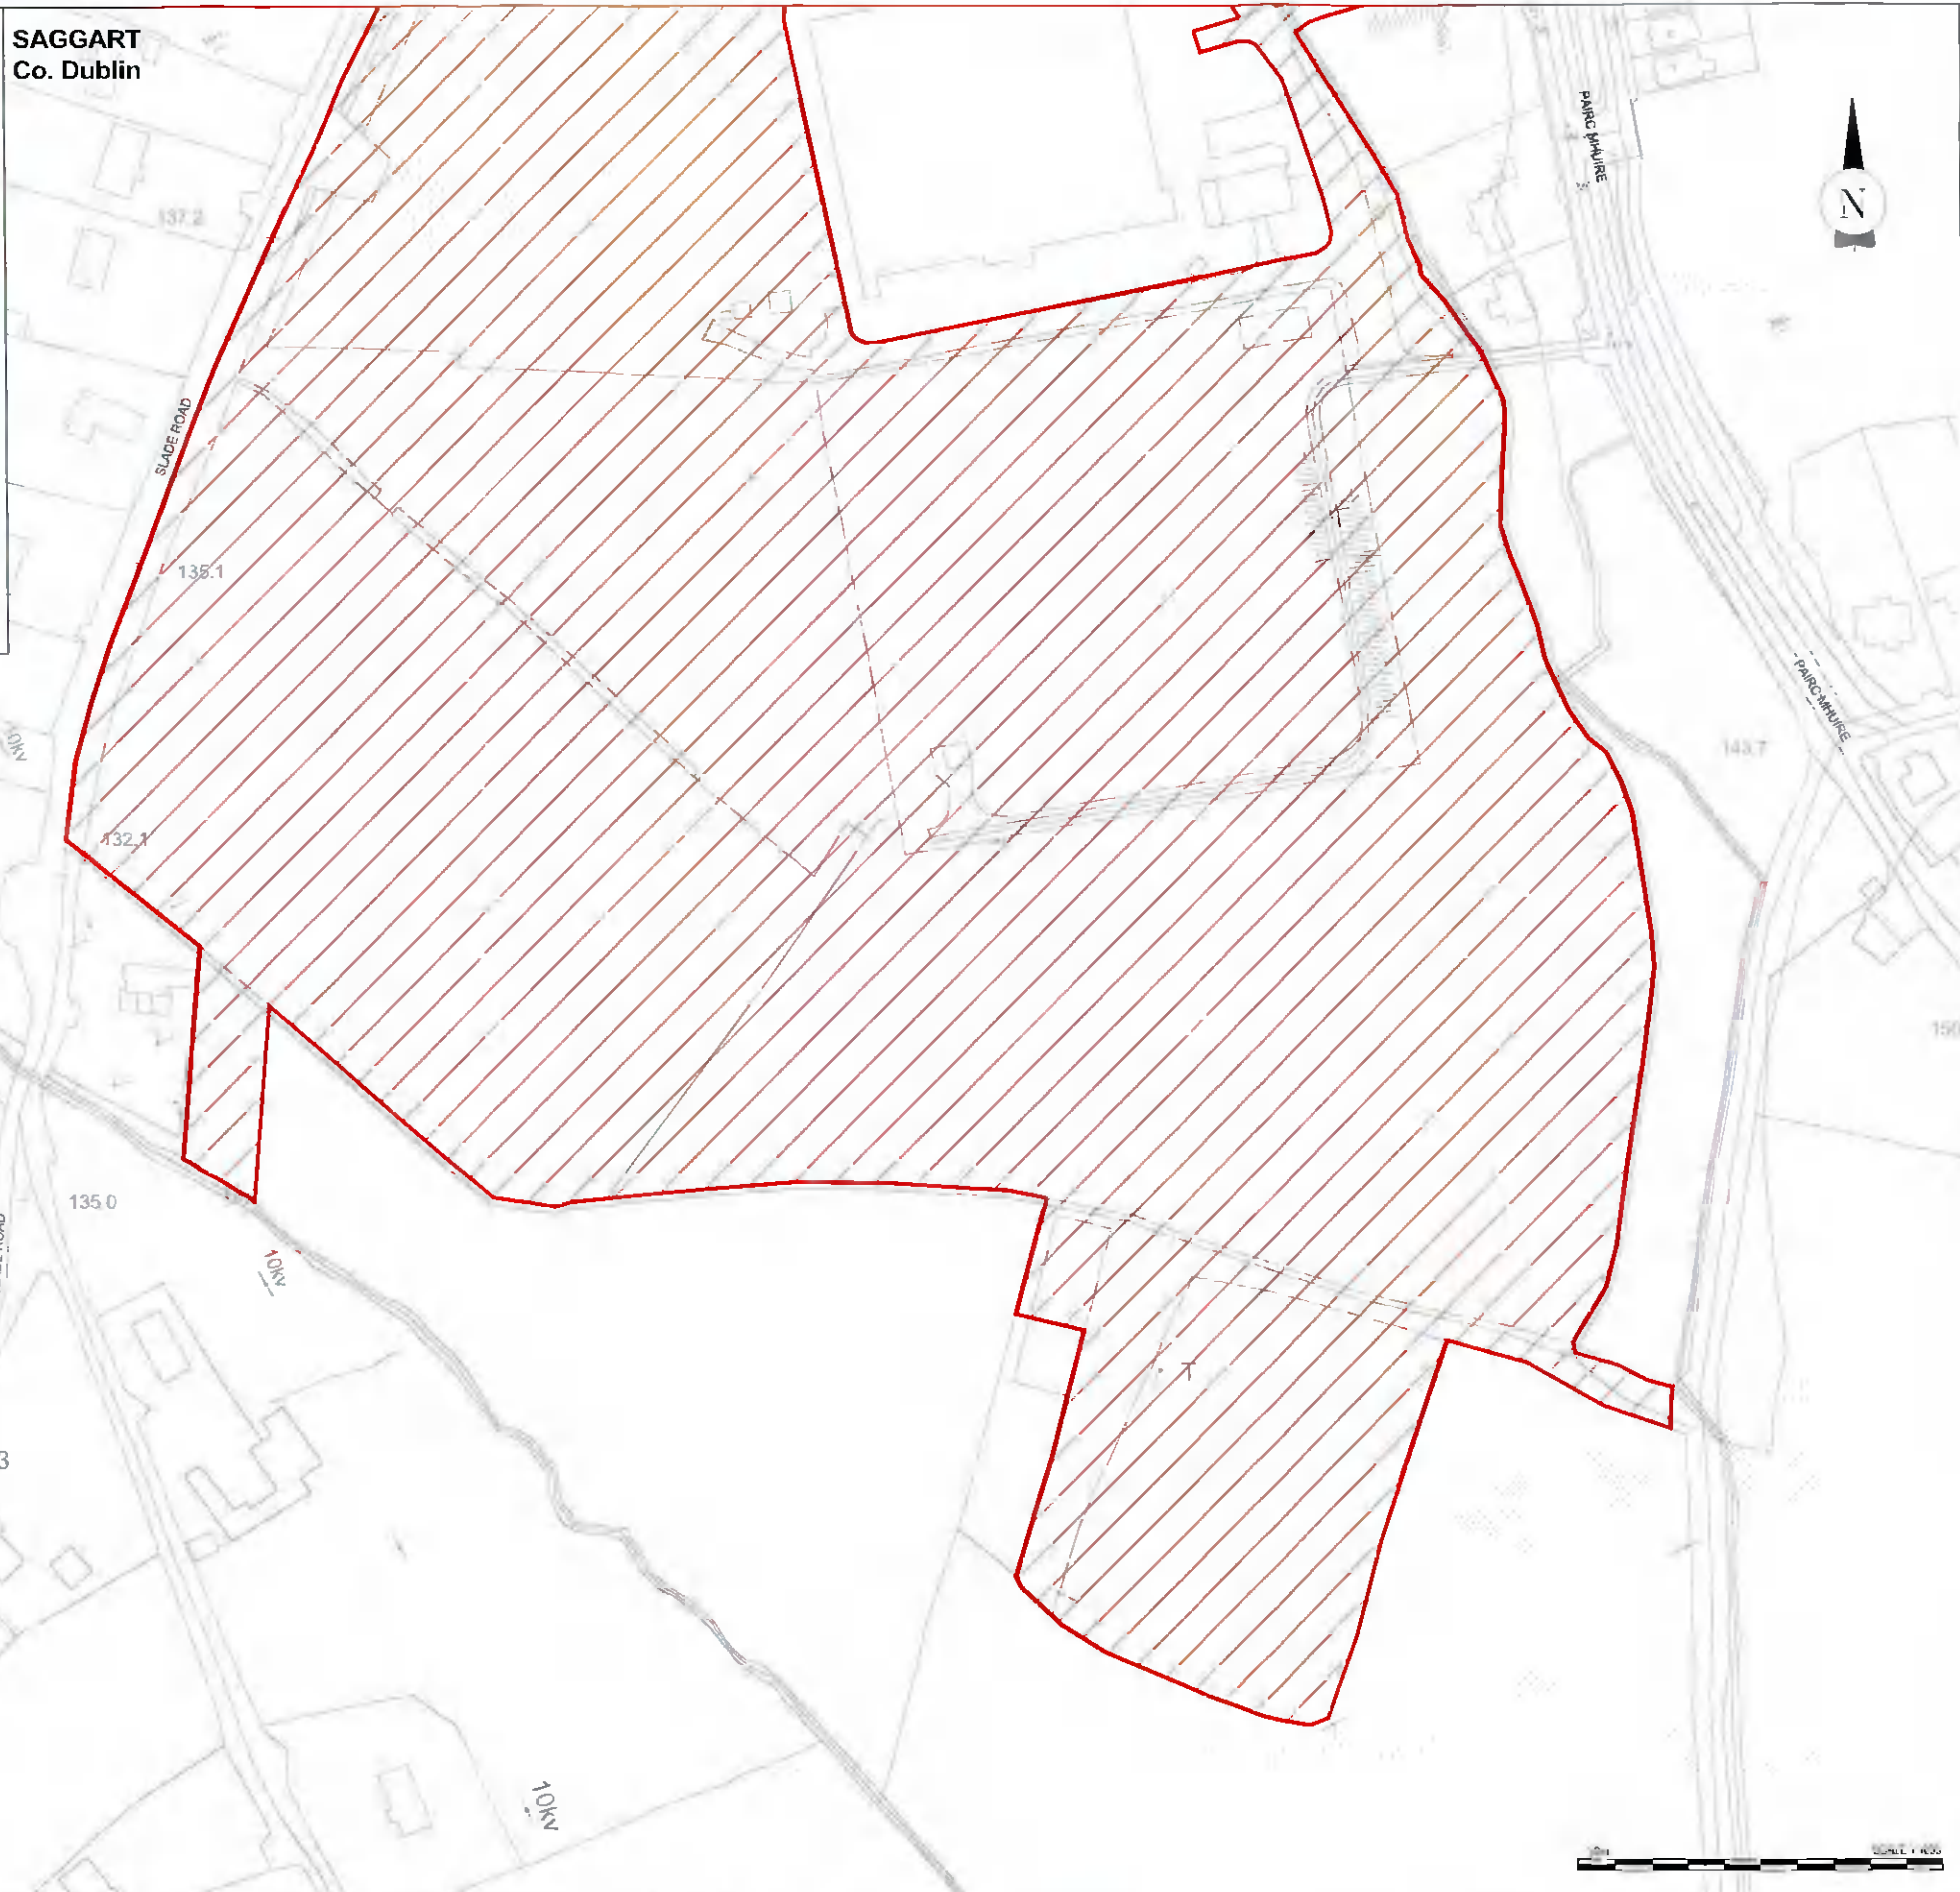 SAGGART
Co. Dublin
PAIRC MHUIRE
N
137.2
SLADE ROAD
135.1
PAIRC MHUIRE
143.7
132.1
135.0
10kv
T
10kv